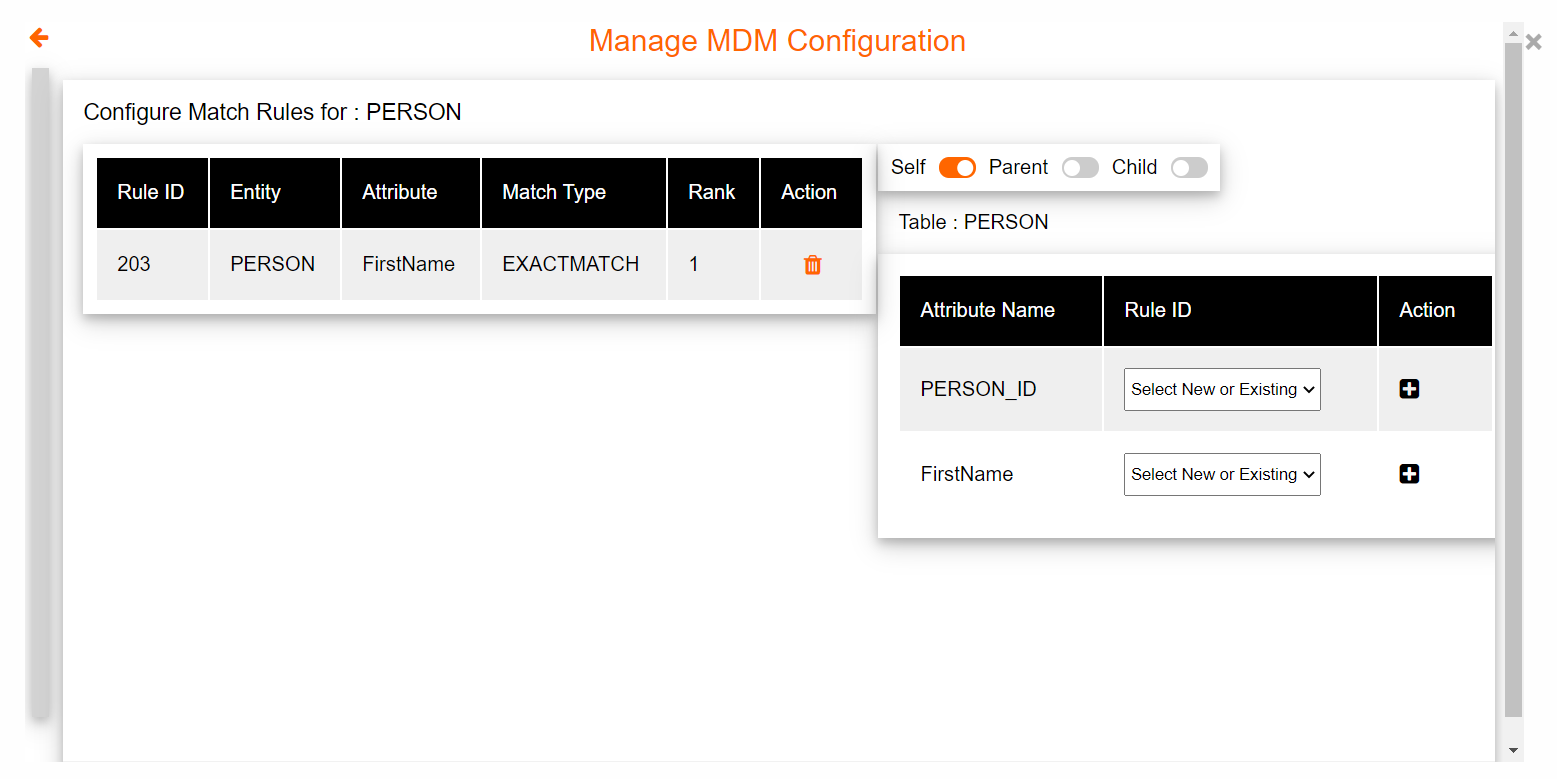 Manage MDM Configuration
Configure Match Rules for : PERSON
Rule ID Entity Attribute Match Type Rank Action
203 PERSON FirstName EXACTMATCH 1
Self Parent Child
Table : PERSON
Attribute Name Rule ID Action
PERSON_ID Select New or Existing
FirstName Select New or Existing